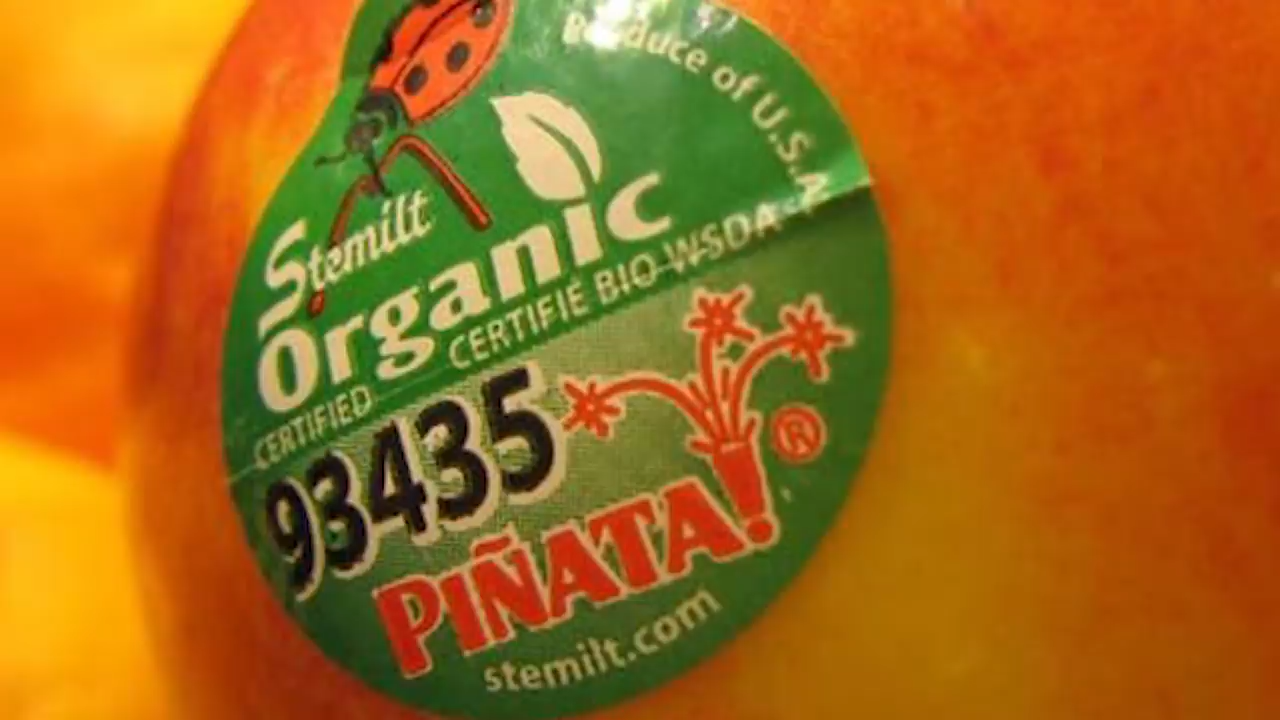 Produce of U.S.A.
Stemilt
Organic
CERTIFIED CERTIFIE BIO-WSDA
93435
PIÑATA!®
stemilt.com